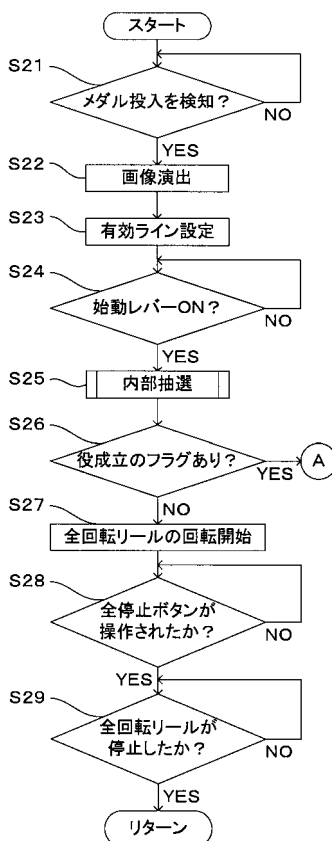 スタート
S21
メダル投入を検知？
NO
YES
S22
画像演出
S23
有効ライン設定
S24
始動レバーON？
NO
YES
S25
内部抽選
S26
役成立のフラグあり？
YES
A
NO
S27
全回転リールの回転開始
S28
全停止ボタンが
操作されたか？
NO
YES
S29
全回転リールが
停止したか？
NO
YES
リターン